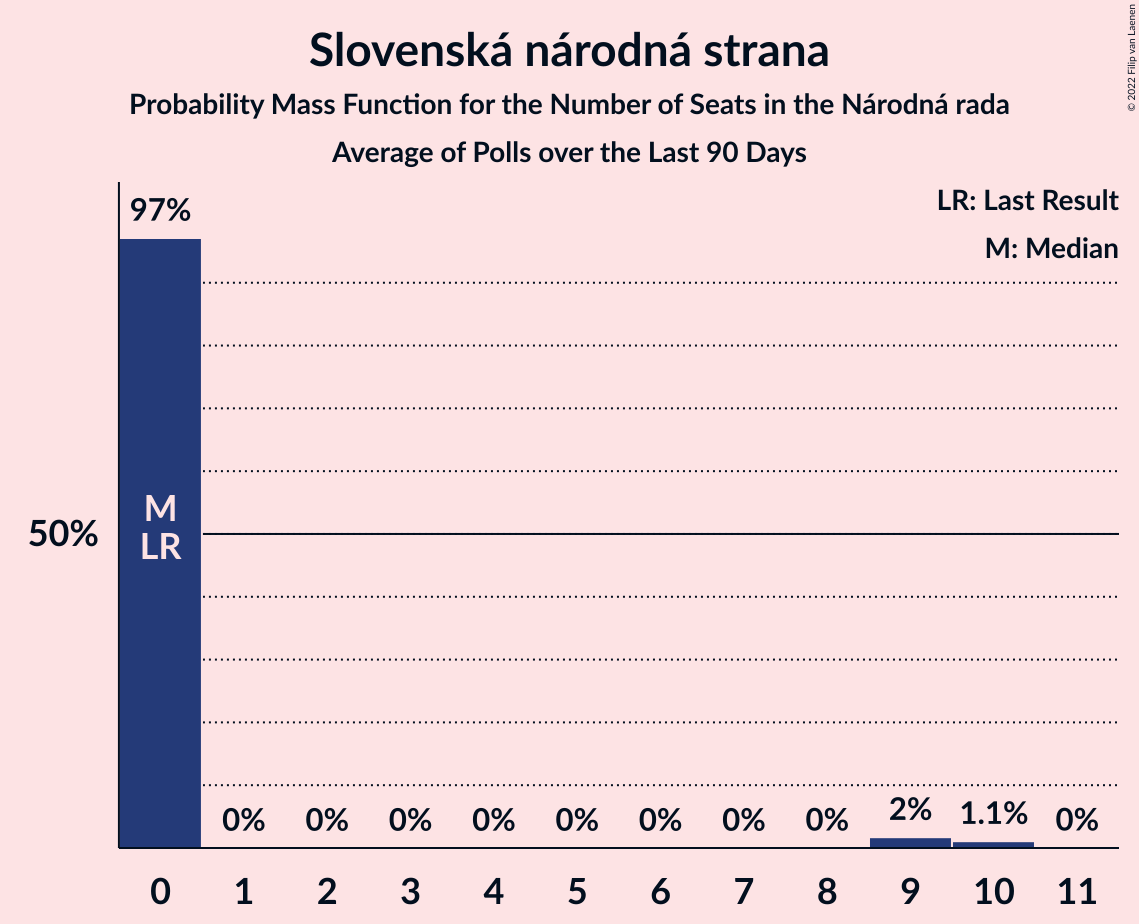 Slovenská národná strana
Probability Mass Function for the Number of Seats in the Národná rada
Average of Polls over the Last 90 Days
© 2022 Filip van Laenen
LR: Last Result
M: Median
97%
M
LR
50%
0% 0% 0% 0% 0% 0% 0% 0% 2% 1.1% 0%
0 1 2 3 4 5 6 7 8 9 10 11